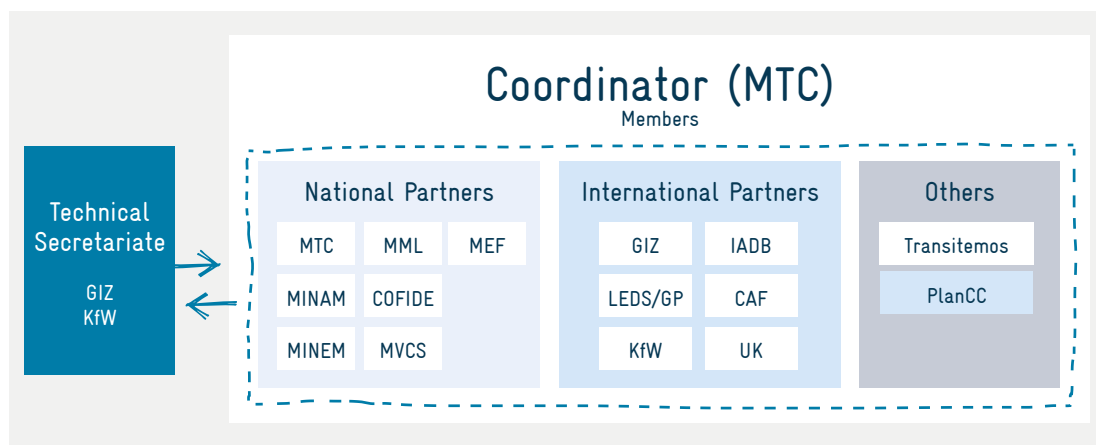 Coordinator (MTC)
Members
Technical
Secretariate
GIZ
KfW
National Partners
MTC MML MEF
MINAM COFIDE
MINEM MVCS
International Partners
GIZ IADB
LEDS/GP CAF
KfW UK
Others
Transitemos
PlanCC